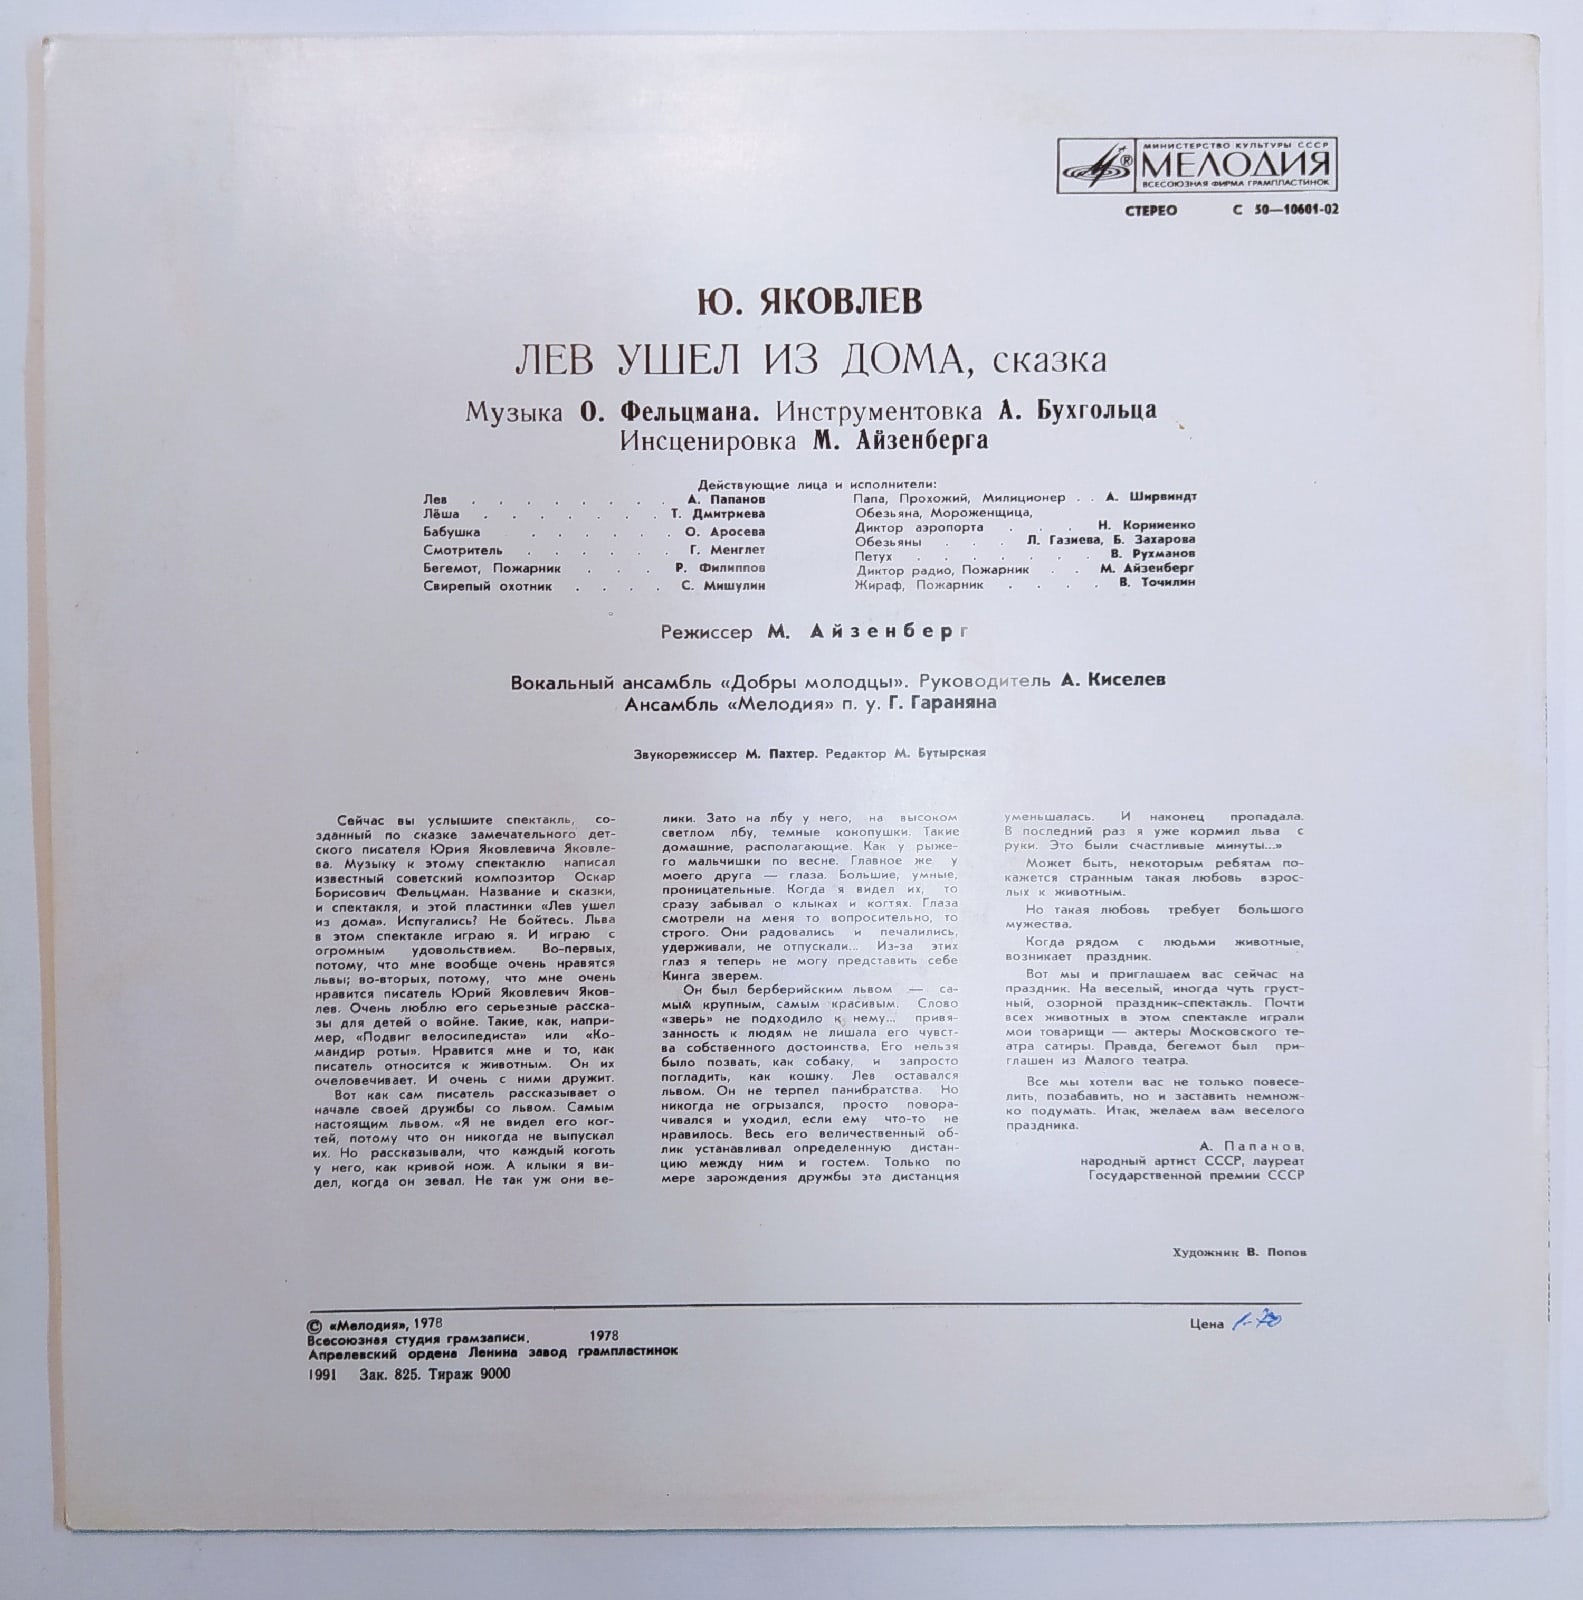 МИНИСТЕРСТВО КУЛЬТУРЫ СССР
МЕЛОДИЯ
ВСЕСОЮЗНАЯ ФИРМА ГРАМПЛАСТИНОК
СТЕРЕО С 50—10601-02
Ю. ЯКОВЛЕВ
ЛЕВ УШЕЛ ИЗ ДОМА, сказка
Музыка О. Фельцмана. Инструментовка А. Бухгольца
Инсценировка М. Айзенберга
Действующие лица и исполнители:
Лев . . . . . . . . А. Папанов
Лёша . . . . . . . Т. Дмитриева
Бабушка . . . . . . О. Аросева
Смотритель . . . . . . Г. Менглет
Бегемот, Пожарник . . . Р. Филиппов
Свирепый охотник . . . . С. Мишулин
Папа, Прохожий, Милиционер . . А. Ширвиндт
Обезьяна, Мороженщица,
Диктор аэропорта . . . Н. Корниенко
Обезьяны . . . Л. Газиева, Б. Захарова
Петух . . . . . . . В. Рухманов
Диктор радио, Пожарник . . М. Айзенберг
Жираф, Пожарник . . . . В. Точилин
Режиссер М. Айзенберг
Вокальный ансамбль «Добры молодцы». Руководитель А. Киселев
Ансамбль «Мелодия» п. у. Г. Гараняна
Звукорежиссер М. Пахтер. Редактор М. Бутырская
Сейчас вы услышите спектакль, со-
зданный по сказке замечательного дет-
ского писателя Юрия Яковлевича Яковле-
ва. Музыку к этому спектаклю написал
известный советский композитор Оскар
Борисович Фельцман. Название и сказки,
и спектакля, и этой пластинки «Лев ушел
из дома». Испугались? Не бойтесь. Льва
в этом спектакле играю я. И играю с
огромным удовольствием. Во-первых,
потому, что мне вообще очень нравятся
львы; во-вторых, потому, что мне очень
нравится писатель Юрий Яковлевич Яков-
лев. Очень люблю его серьезные расска-
зы для детей о войне. Такие, как, напри-
мер, «Подвиг велосипедиста» или «Ко-
мандир роты». Нравится мне и то, как
писатель относится к животным. Он их
очеловечивает. И очень с ними дружит.
Вот как сам писатель рассказывает о
начале своей дружбы со львом. Самым
настоящим львом. «Я не видел его ког-
тей, потому что он никогда не выпускал
их. Но рассказывали, что каждый коготь
у него, как кривой нож. А клыки я ви-
дел, когда он зевал. Не так уж они ве-
лики. Зато на лбу у него, на высоком
светлом лбу, темные конопушки. Такие
домашние, располагающие. Как у рыже-
го мальчишки по весне. Главное же у
моего друга — глаза. Большие, умные,
проницательные. Когда я видел их, то
сразу забывал о клыках и когтях. Глаза
смотрели на меня то вопросительно, то
строго. Они радовались и печалились,
удерживали, не отпускали... Из-за этих
глаз я теперь не могу представить себе
Кинга зверем.
Он был берберийским львом — са-
мым крупным, самым красивым. Слово
«зверь» не подходило к нему... привя-
занность к людям не лишала его чувст-
ва собственного достоинства. Его нельзя
было позвать, как собаку, и запросто
погладить, как кошку. Лев оставался
львом. Он не терпел панибратства. Но
никогда не огрызался, просто повора-
чивался и уходил, если ему что-то не
нравилось. Весь его величественный об-
лик устанавливал определенную дистан-
цию между ним и гостем. Только по
мере зарождения дружбы эта дистанция
уменьшалась. И наконец пропадала.
В последний раз я уже кормил льва с
руки. Это были счастливые минуты...»
Может быть, некоторым ребятам по-
кажется странным такая любовь взрос-
лых к животным.
Но такая любовь требует большого
мужества.
Когда рядом с людьми животные,
возникает праздник.
Вот мы и приглашаем вас сейчас на
праздник. На веселый, иногда чуть груст-
ный, озорной праздник-спектакль. Почти
всех животных в этом спектакле играли
мои товарищи — актеры Московского те-
атра сатиры. Правда, бегемот был при-
глашен из Малого театра.
Все мы хотели вас не только повесе-
лить, позабавить, но и заставить немнож-
ко подумать. Итак, желаем вам веселого
праздника.
А. Папанов,
народный артист СССР, лауреат
Государственной премии СССР
Художник В. Попов
© «Мелодия», 1978
Всесоюзная студия грамзаписи, 1978
Апрелевский ордена Ленина завод грампластинок
1991 Зак. 825. Тираж 9000
Цена 1-70